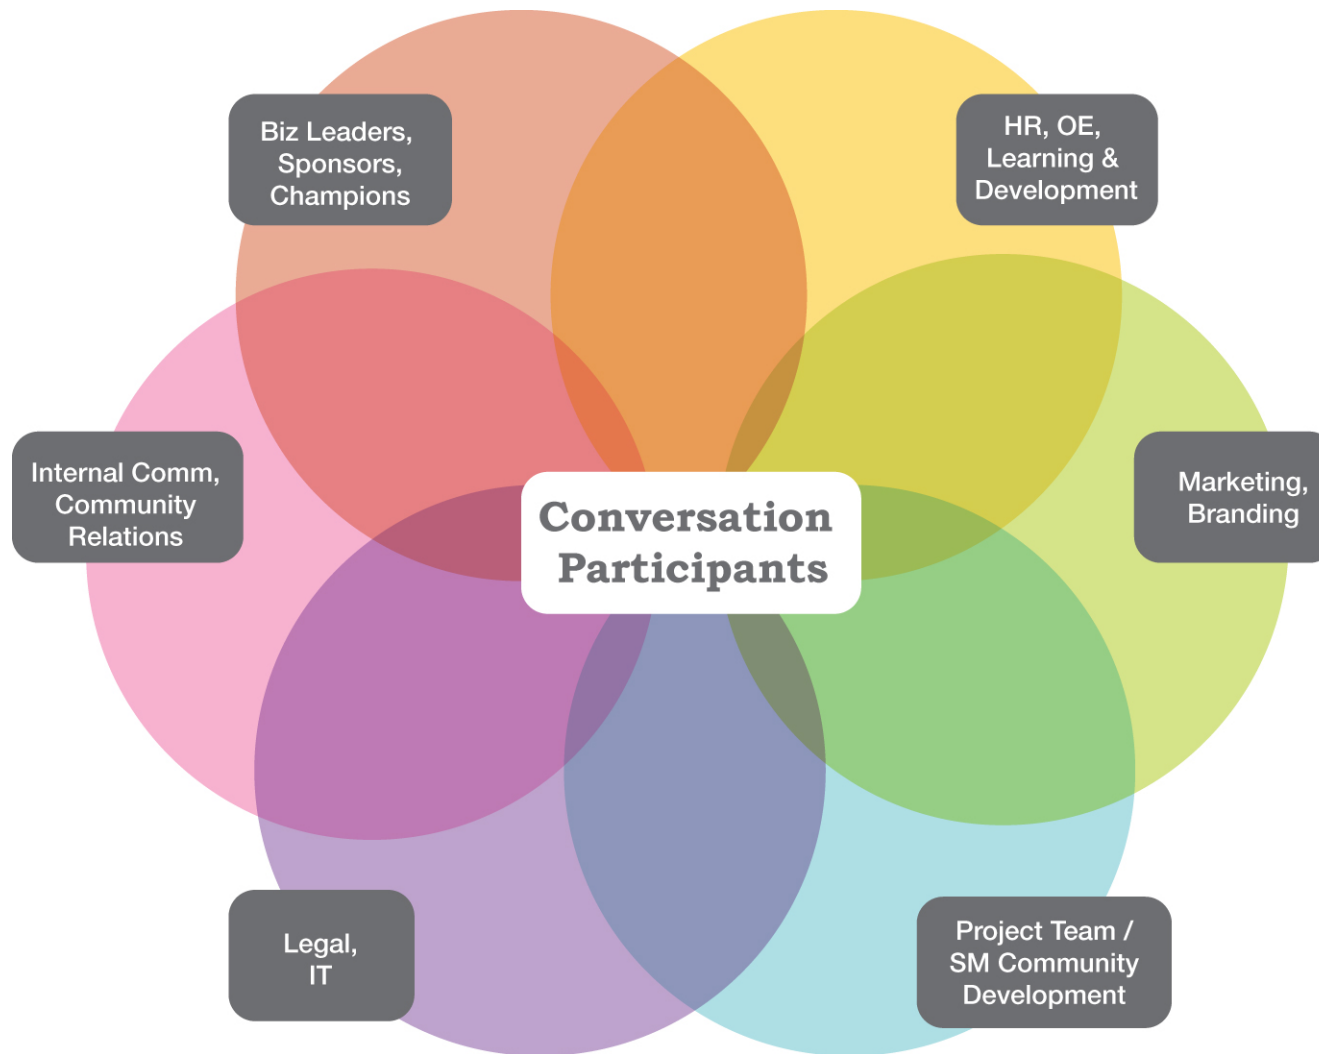 Biz Leaders,
Sponsors,
Champions
HR, OE,
Learning &
Development
Internal Comm,
Community
Relations
Conversation
Participants
Marketing,
Branding
Legal,
IT
Project Team /
SM Community
Development